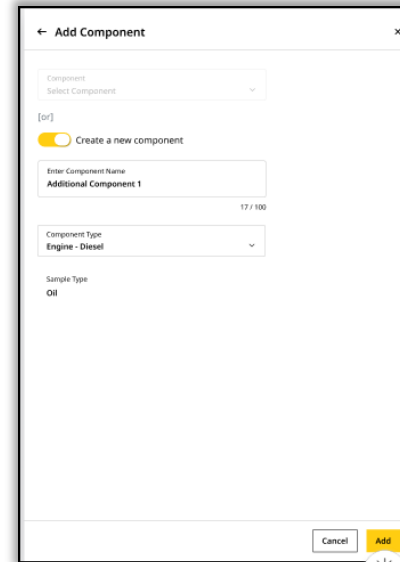 ← Add Component ×
Component
Select Component
[or]
Create a new component
Enter Component Name
Additional Component 1
17 / 100
Component Type
Engine - Diesel
Sample Type
Oil
Cancel Add